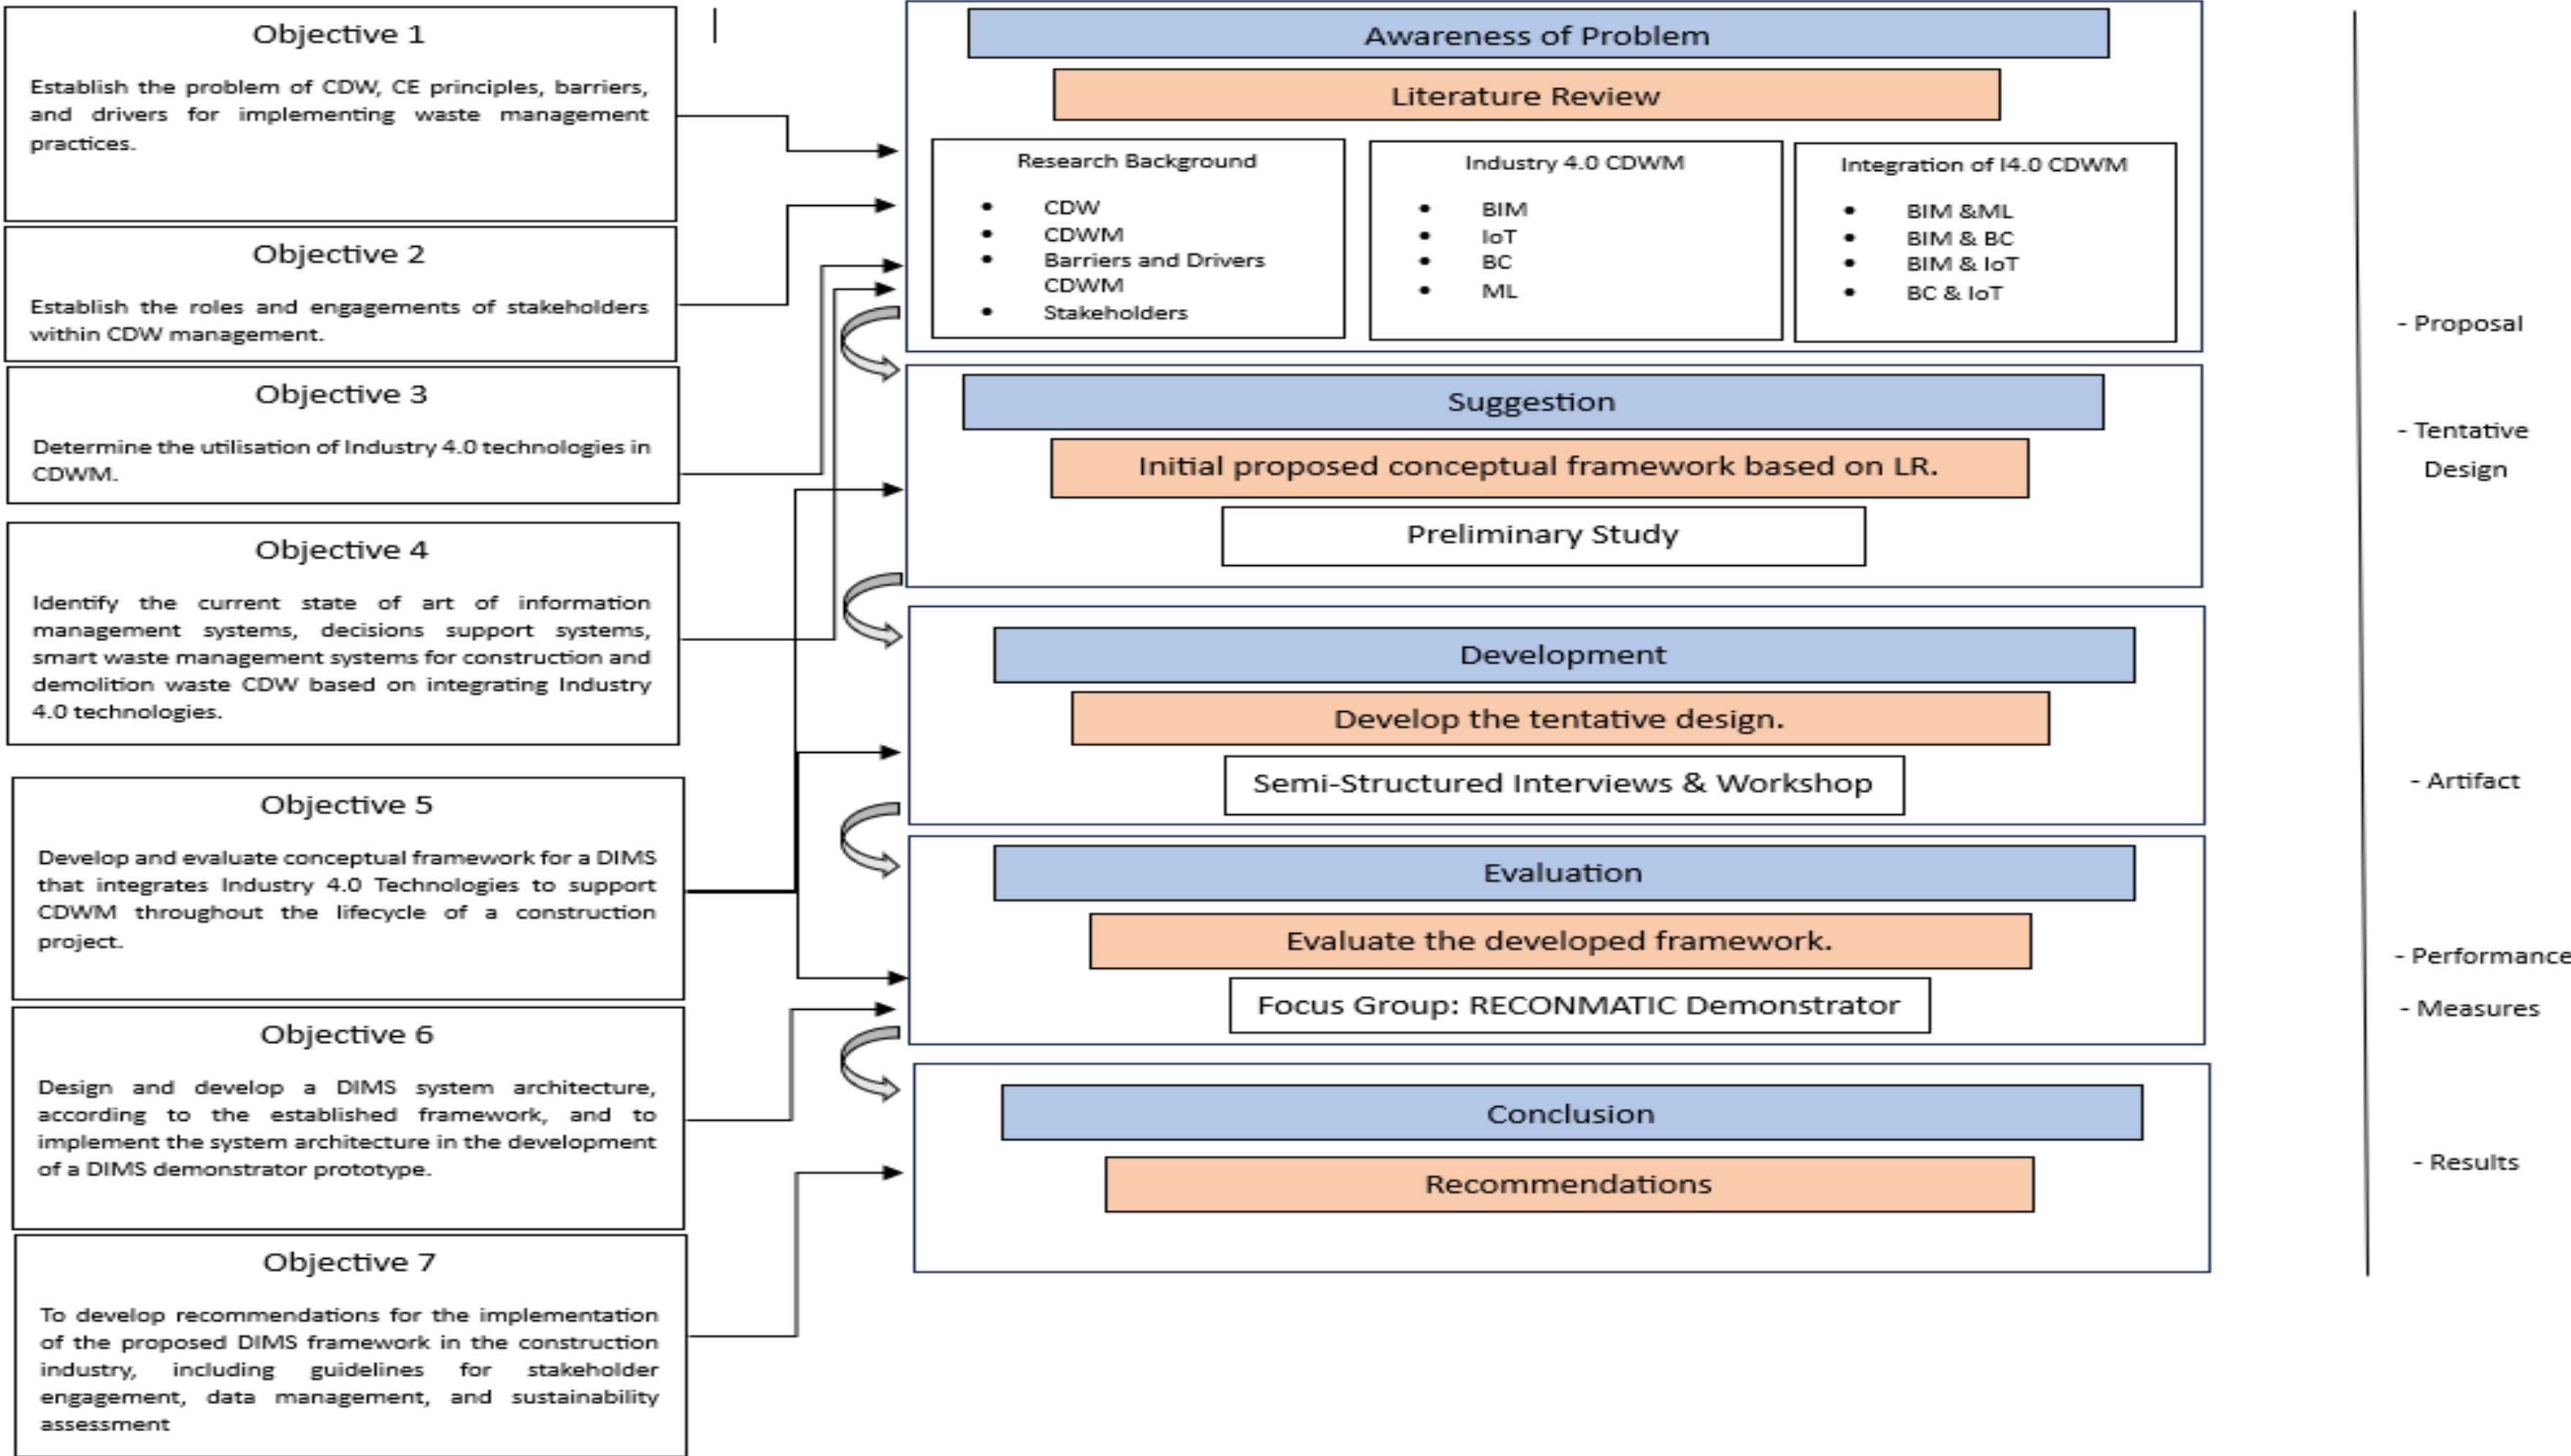 Objective 1
Establish the problem of CDW, CE principles, barriers,
and drivers for implementing waste management
practices.
Objective 2
Establish the roles and engagements of stakeholders
within CDW management.
Objective 3
Determine the utilisation of Industry 4.0 technologies in
CDWM.
Objective 4
Identify the current state of art of information
management systems, decisions support systems,
smart waste management systems for construction and
demolition waste CDW based on integrating Industry
4.0 technologies.
Objective 5
Develop and evaluate conceptual framework for a DIMS
that integrates Industry 4.0 Technologies to support
CDWM throughout the lifecycle of a construction
project.
Objective 6
Design and develop a DIMS system architecture,
according to the established framework, and to
implement the system architecture in the development
of a DIMS demonstrator prototype.
Objective 7
To develop recommendations for the implementation
of the proposed DIMS framework in the construction
industry, including guidelines for stakeholder
engagement, data management, and sustainability
assessment
Awareness of Problem
Literature Review
Research Background
• CDW
• CDWM
• Barriers and Drivers
CDWM
• Stakeholders
Industry 4.0 CDWM
• BIM
• IoT
• BC
• ML
Integration of I4.0 CDWM
• BIM &ML
• BIM & BC
• BIM & IoT
• BC & IoT
Suggestion
Initial proposed conceptual framework based on LR.
Preliminary Study
Development
Develop the tentative design.
Semi-Structured Interviews & Workshop
Evaluation
Evaluate the developed framework.
Focus Group: RECONMATIC Demonstrator
Conclusion
Recommendations
- Proposal
- Tentative
Design
- Artifact
- Performance
- Measures
- Results